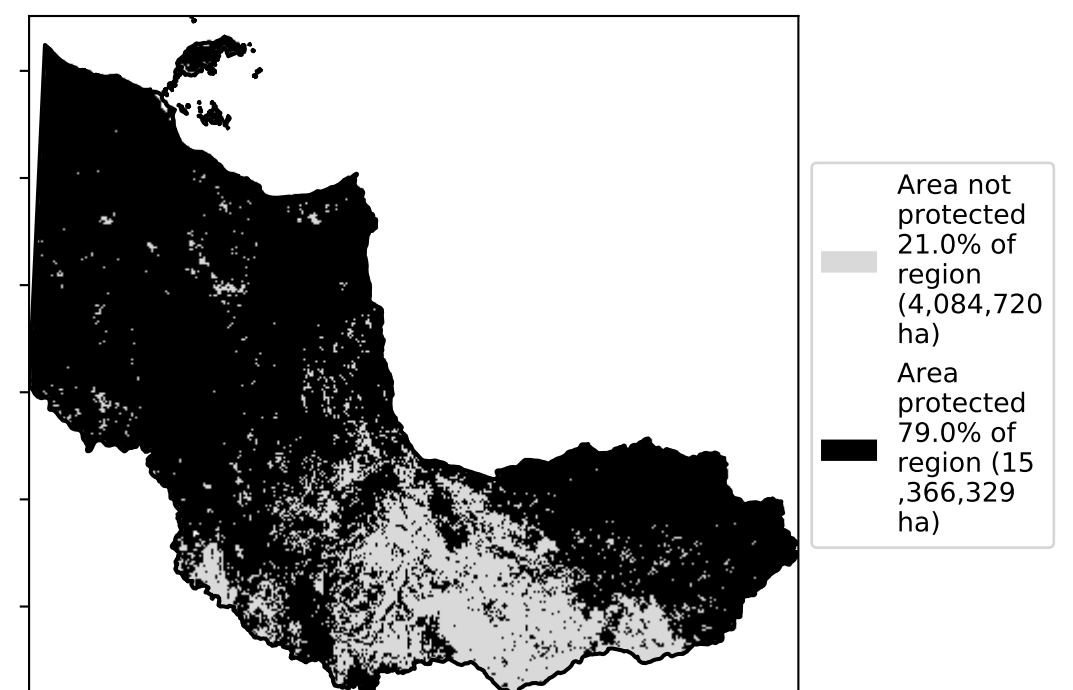 Area not
protected
21.0% of
region
(4,084,720
ha)
Area
protected
79.0% of
region (15
,366,329
ha)